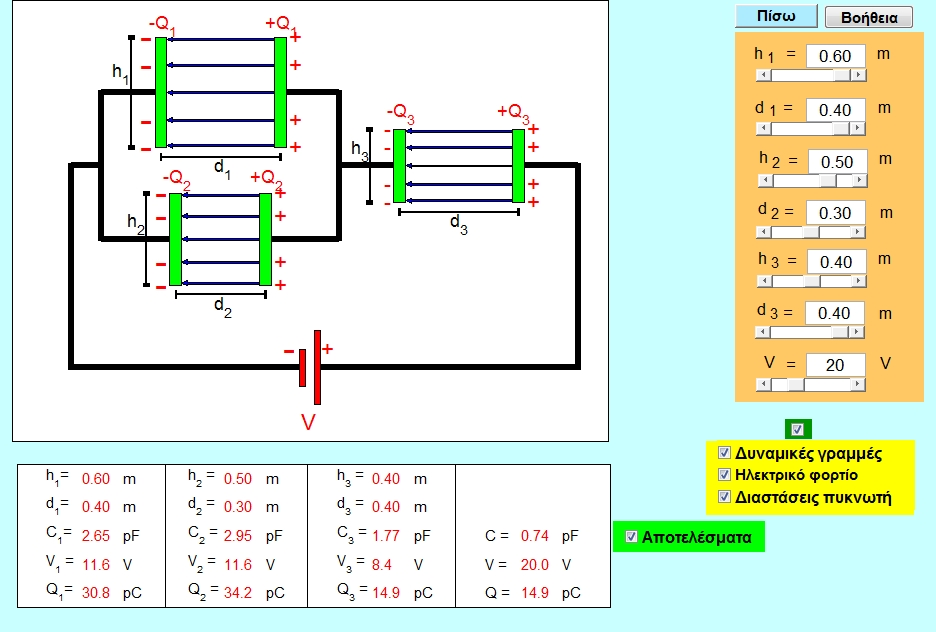 -Q1 +Q1
h1
d1
-Q2 +Q2
h2
d2
-Q3 +Q3
h3
d3
- +
V
Πίσω Βοήθεια
h 1 = 0.60 m
d 1 = 0.40 m
h 2 = 0.50 m
d 2 = 0.30 m
h 3 = 0.40 m
d 3 = 0.40 m
V = 20 V
Δυναμικές γραμμές
Ηλεκτρικό φορτίο
Διαστάσεις πυκνωτή
Αποτελέσματα
h1= 0.60 m h2 = 0.50 m h3 = 0.40 m
d1= 0.40 m d2 = 0.30 m d3 = 0.40 m
C1= 2.65 pF C2 = 2.95 pF C3 = 1.77 pF C = 0.74 pF
V1 = 11.6 V V2 = 11.6 V V3 = 8.4 V V = 20.0 V
Q1= 30.8 pC Q2 = 34.2 pC Q3 = 14.9 pC Q = 14.9 pC